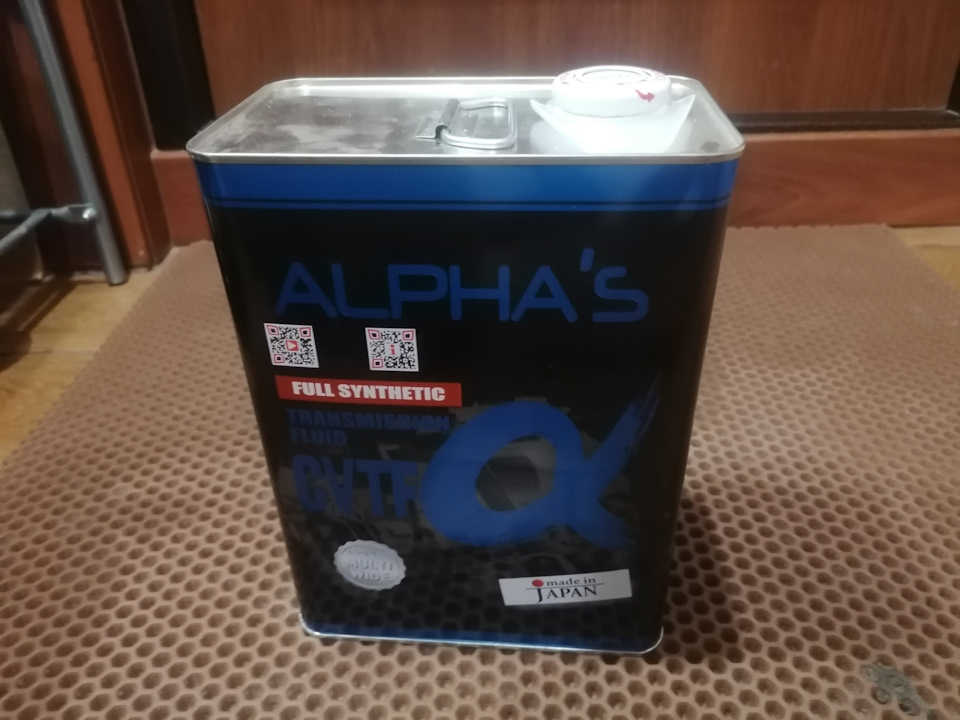 ALPHA'S
FULL SYNTHETIC
TRANSMISSION
FLUID
CVTF
α
MULTI
WIDE
made in
JAPAN